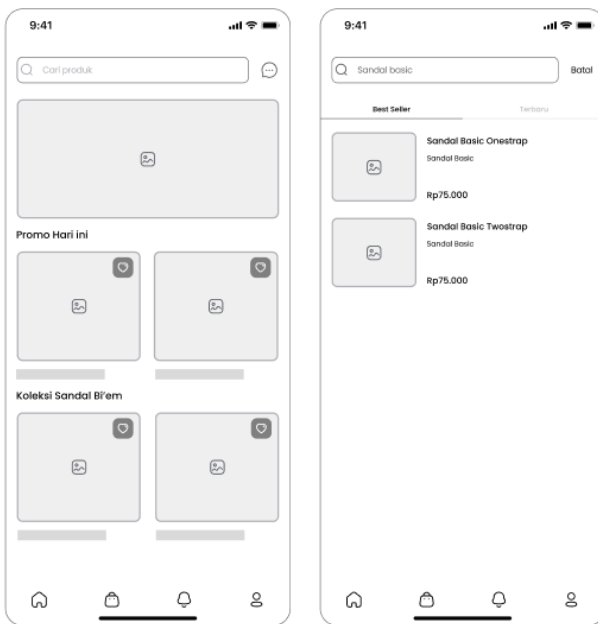 9:41
Cari produk
Promo Hari ini
Koleksi Sandal Bi'em
9:41
Sandal basic
Batal
Best Seller
Terbaru
Sandal Basic Onestrap
Sandal Basic
Rp75.000
Sandal Basic Twostrap
Sandal Basic
Rp75.000